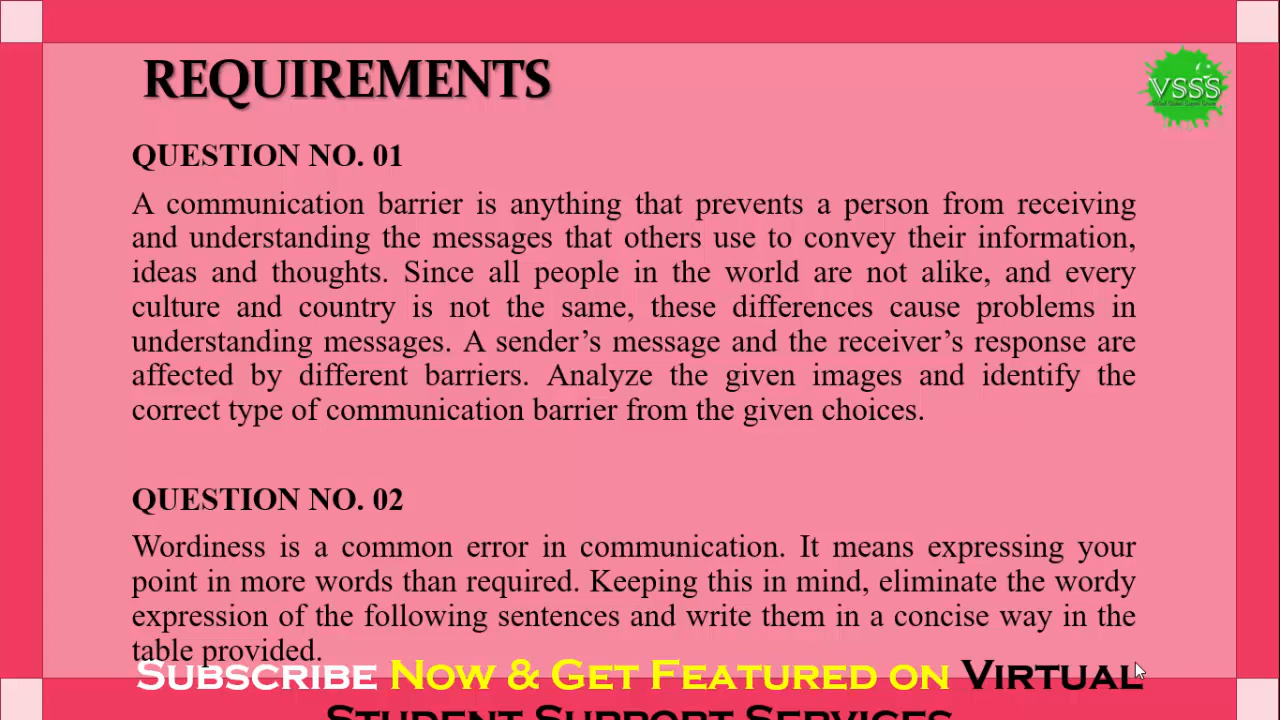 REQUIREMENTS
VSSS
QUESTION NO. 01
A communication barrier is anything that prevents a person from receiving
and understanding the messages that others use to convey their information,
ideas and thoughts. Since all people in the world are not alike, and every
culture and country is not the same, these differences cause problems in
understanding messages. A sender’s message and the receiver’s response are
affected by different barriers. Analyze the given images and identify the
correct type of communication barrier from the given choices.
QUESTION NO. 02
Wordiness is a common error in communication. It means expressing your
point in more words than required. Keeping this in mind, eliminate the wordy
expression of the following sentences and write them in a concise way in the
table provided.
Subscribe Now & Get Featured on Virtual
Student Support Services